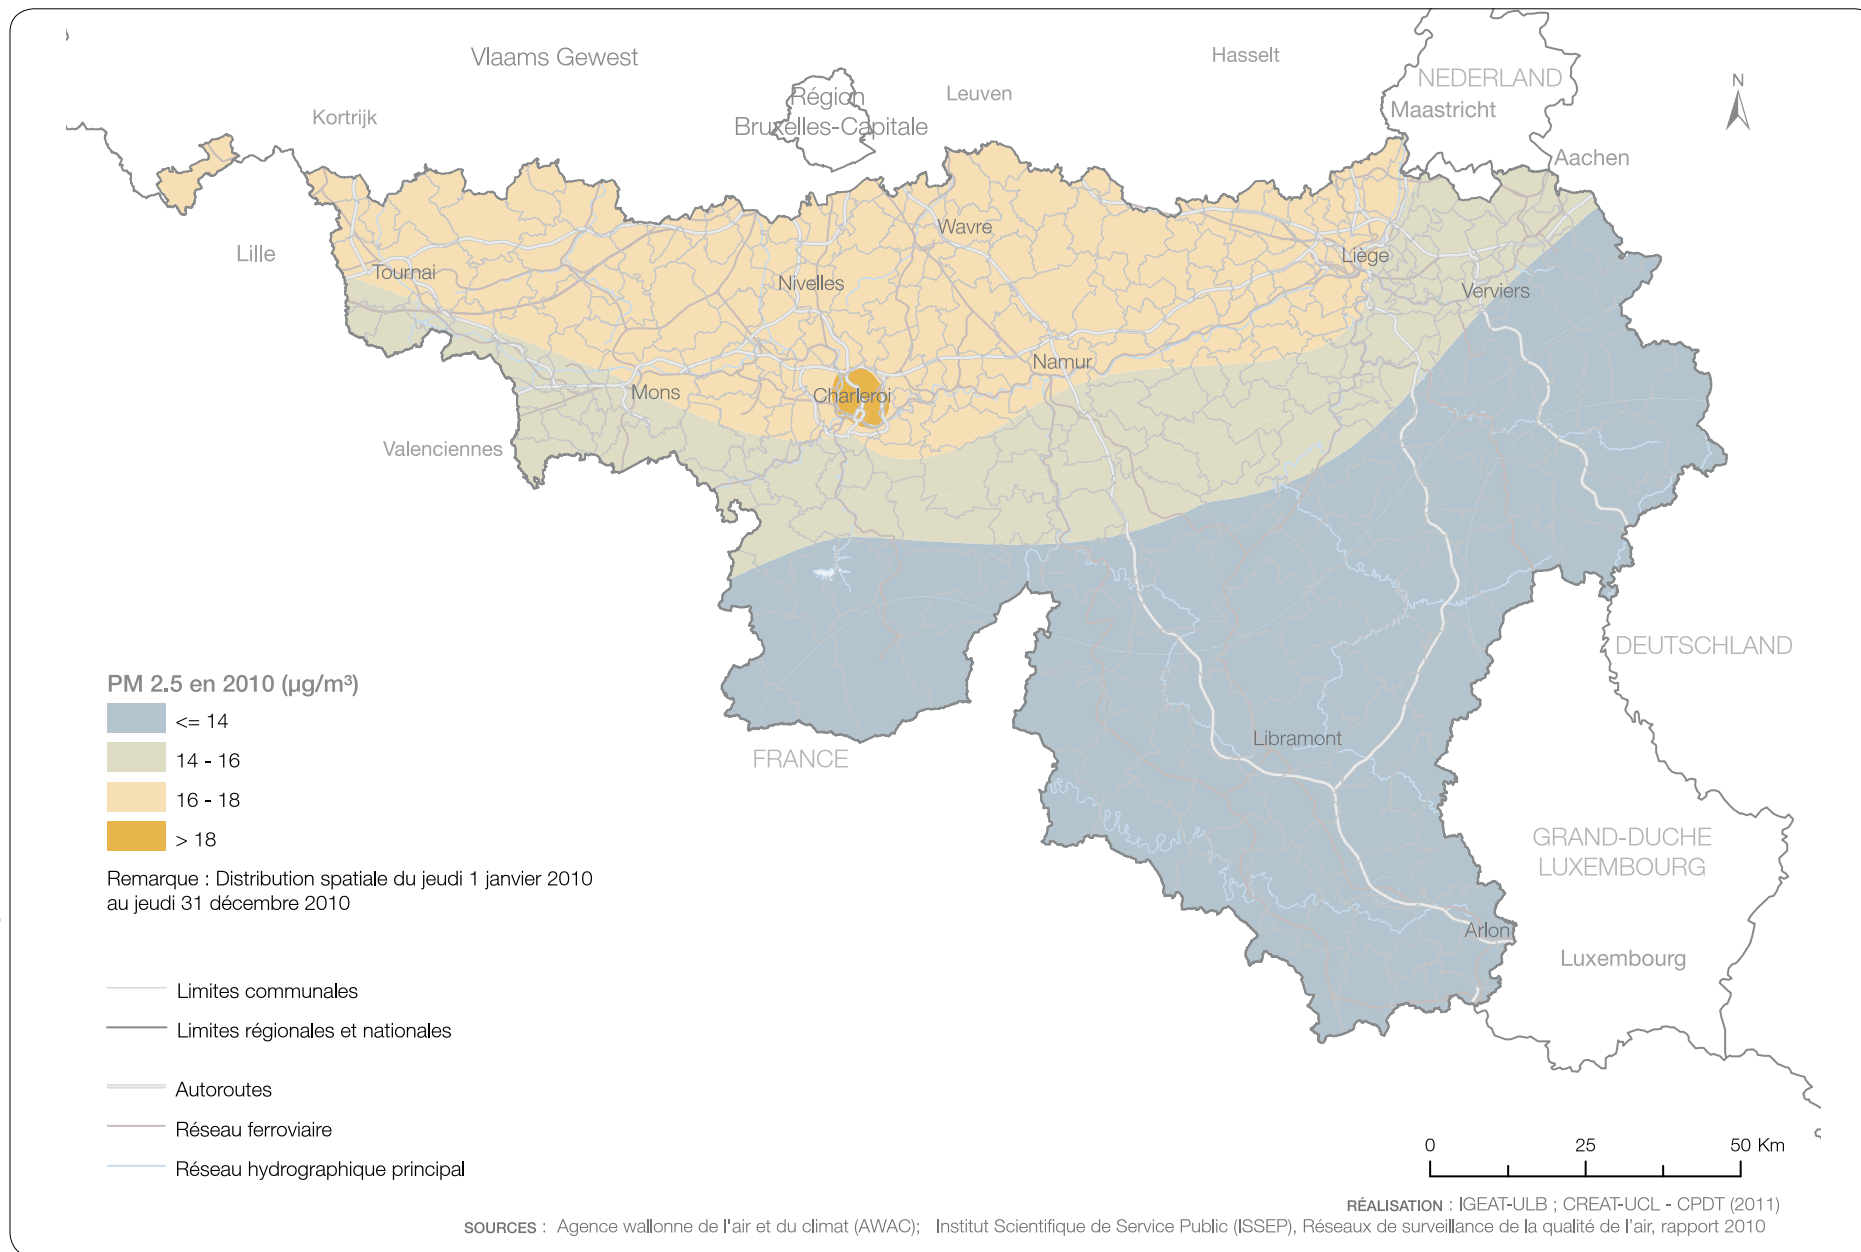 Vlaams Gewest
Hasselt
NEDERLAND
Maastricht
N
Kortrijk
Région
Bruxelles-Capitale
Leuven
Aachen
Lille
Tournai
Wavre
Nivelles
Liège
Verviers
Namur
Mons
Charleroi
Valenciennes
DEUTSCHLAND
FRANCE
Libramont
GRAND-DUCHE
LUXEMBOURG
Arlon
Luxembourg
PM 2.5 en 2010 (µg/m³)
<= 14
14 - 16
16 - 18
> 18
Remarque : Distribution spatiale du jeudi 1 janvier 2010
au jeudi 31 décembre 2010
Limites communales
Limites régionales et nationales
Autoroutes
Réseau ferroviaire
Réseau hydrographique principal
0 25 50 Km
RÉALISATION : IGEAT-ULB ; CREAT-UCL - CPDT (2011)
SOURCES : Agence wallonne de l'air et du climat (AWAC); Institut Scientifique de Service Public (ISSEP), Réseaux de surveillance de la qualité de l'air, rapport 2010